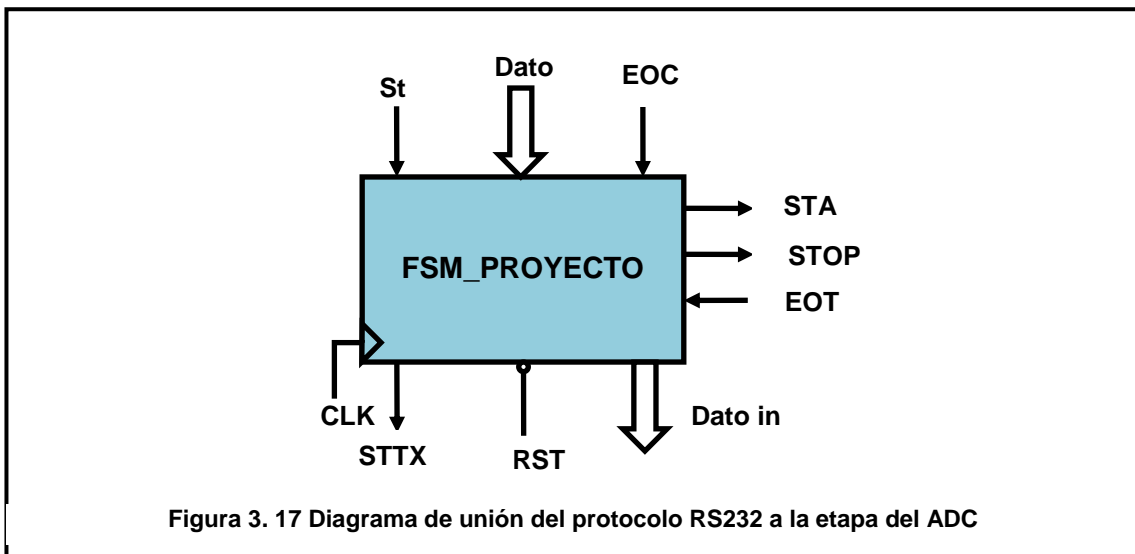 Dato
EOC
St
STA
FSM_PROYECTO
STOP
EOT
CLK
Dato in
STTX
RST
Figura 3. 17 Diagrama de unión del protocolo RS232 a la etapa del ADC